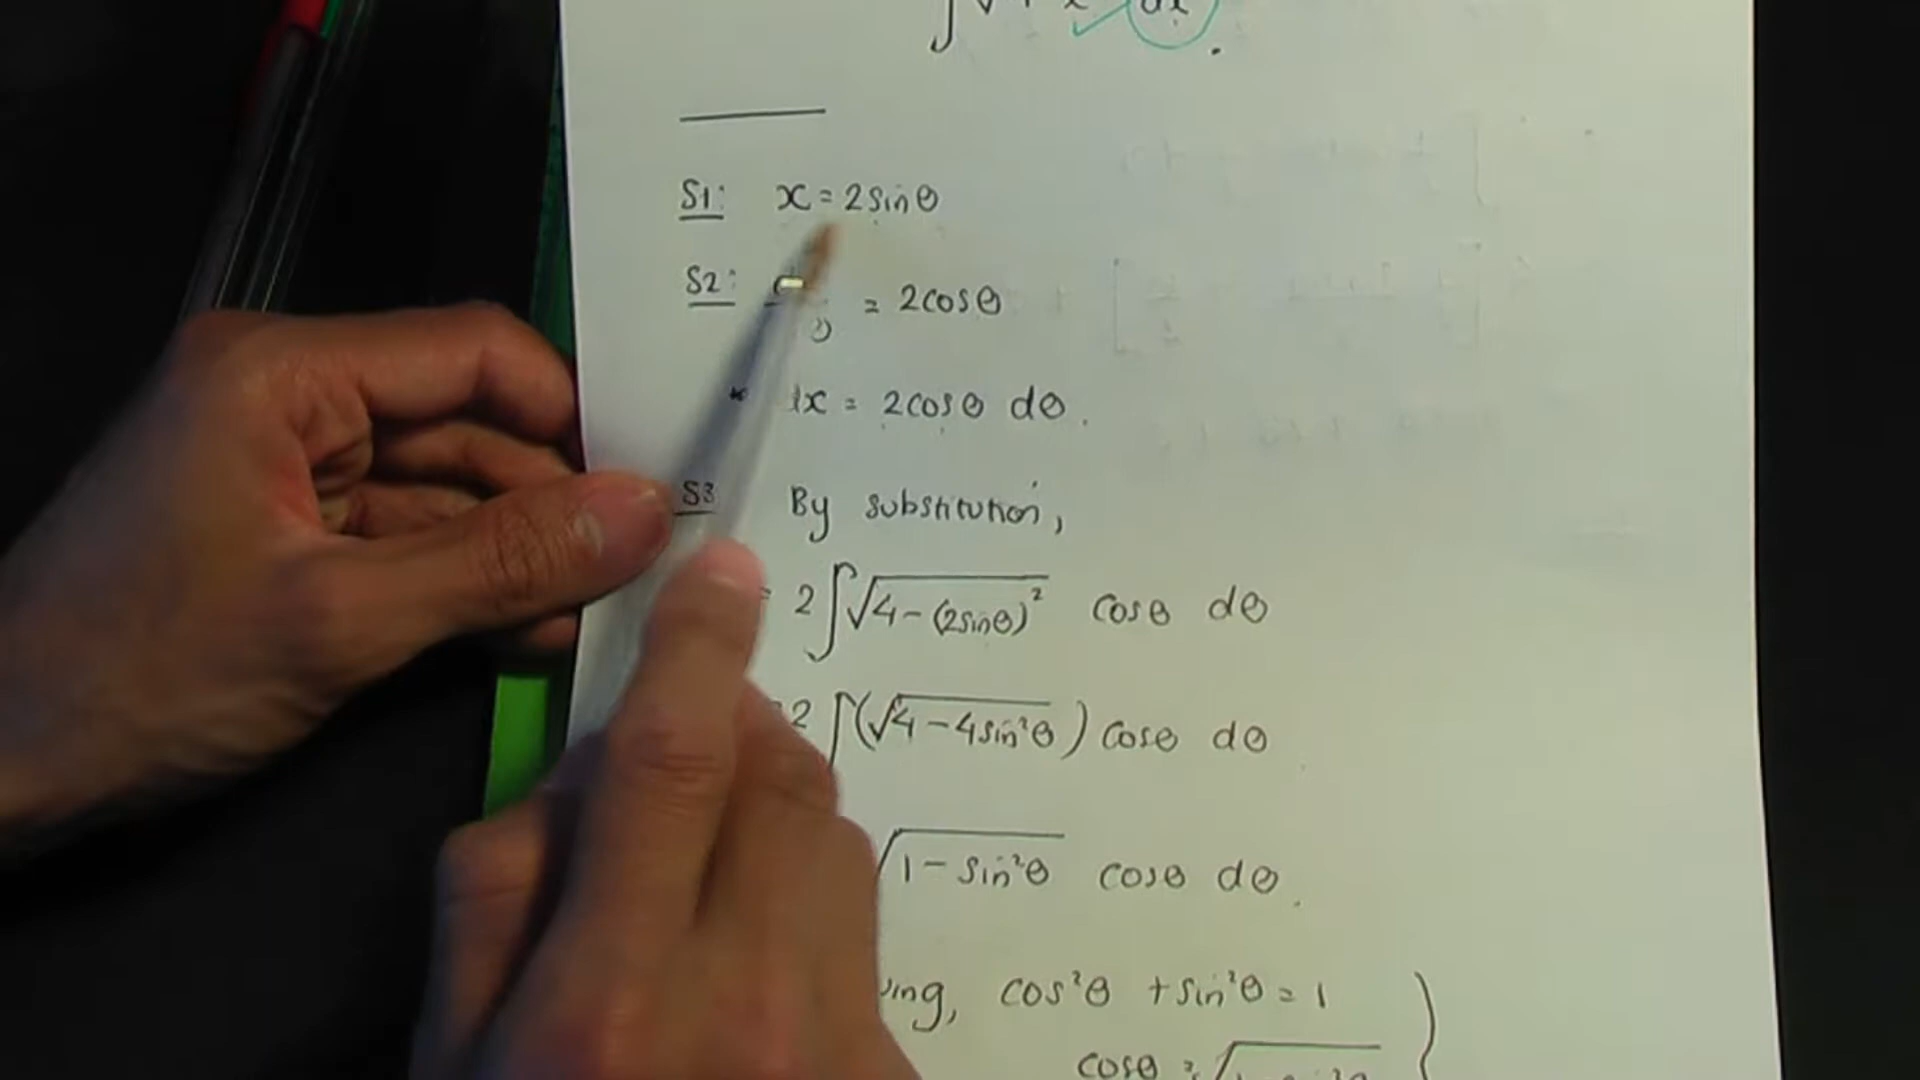 S1: x = 2sinθ
S2: = 2cosθ
x = 2cosθ dθ.
S3 By substitution,
2∫√4-(2sinθ)² cosθ dθ
2∫(√4-4sin²θ) cosθ dθ
√1-sin²θ cosθ dθ.
cos²θ + sin²θ = 1
cosθ